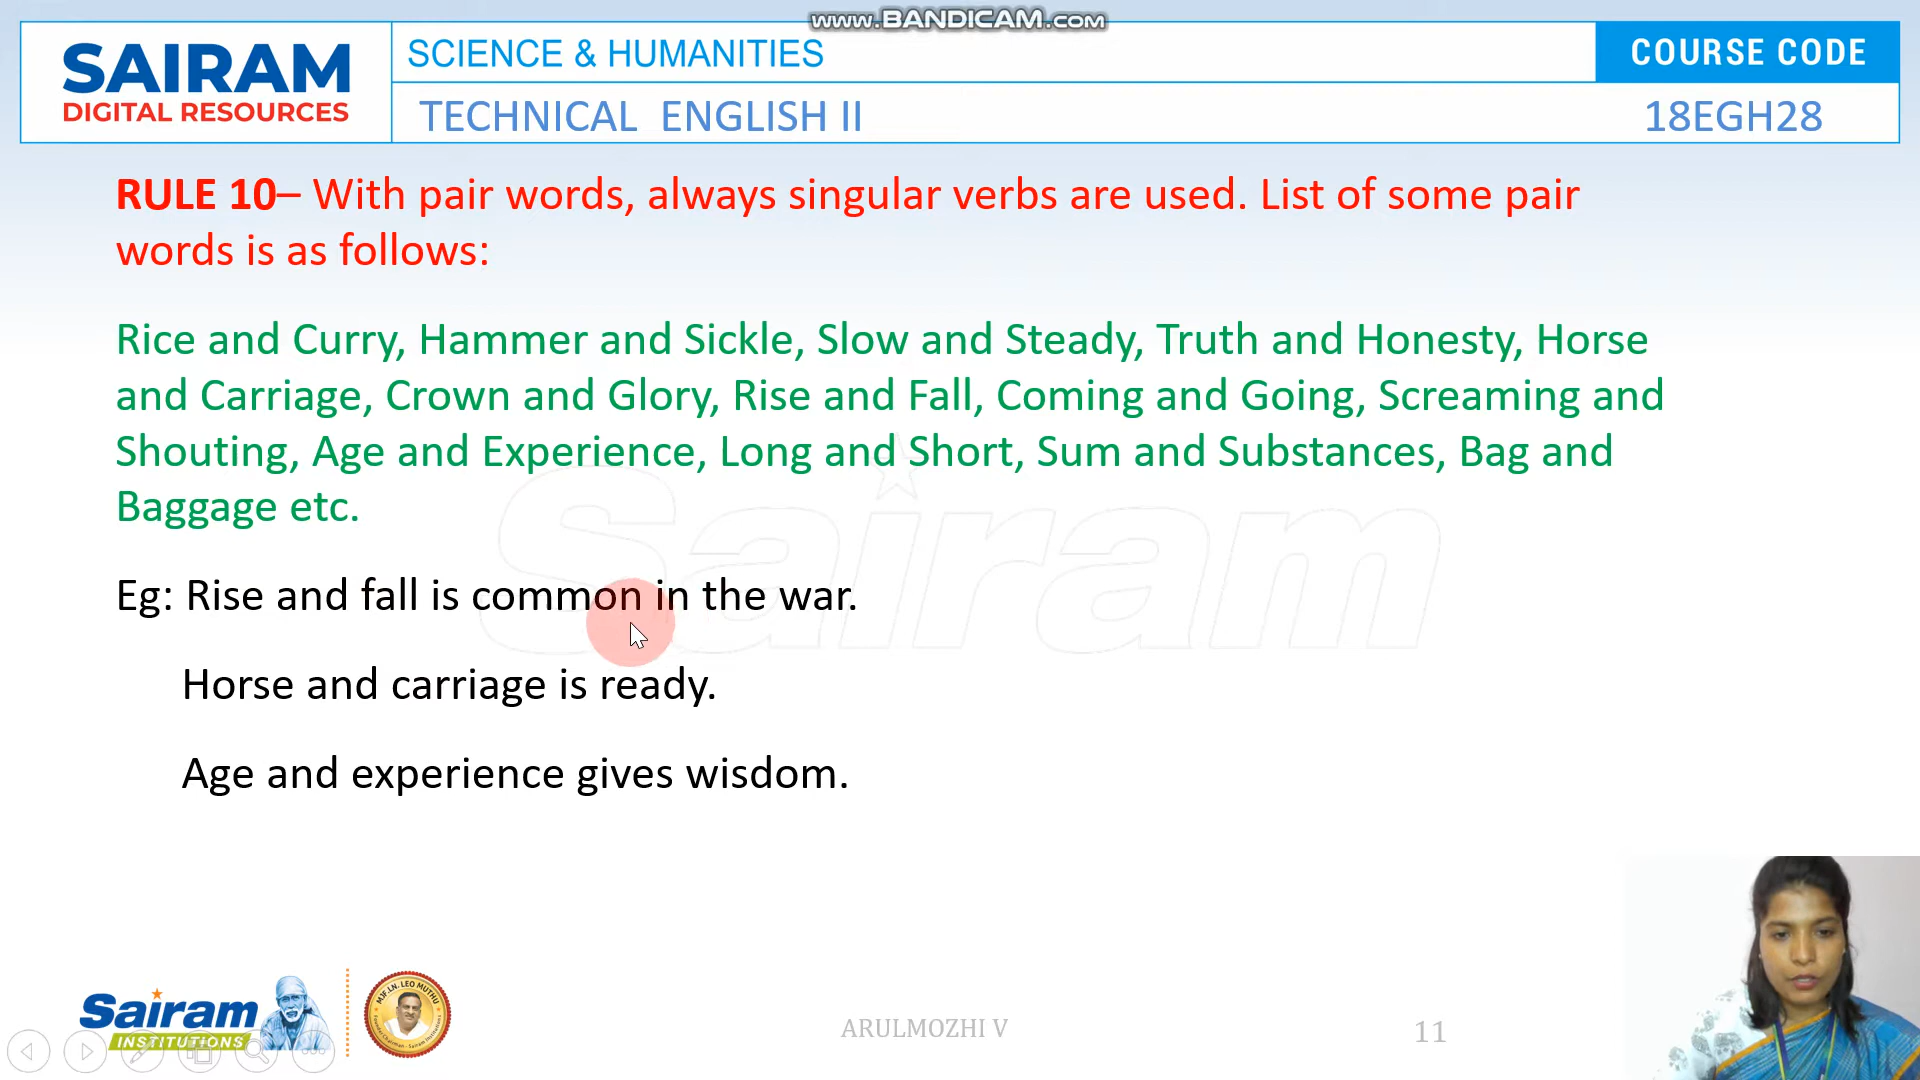 www.BANDICAM.com
SAIRAM
DIGITAL RESOURCES
SCIENCE & HUMANITIES
COURSE CODE
TECHNICAL ENGLISH II
18EGH28
RULE 10– With pair words, always singular verbs are used. List of some pair
words is as follows:
Rice and Curry, Hammer and Sickle, Slow and Steady, Truth and Honesty, Horse
and Carriage, Crown and Glory, Rise and Fall, Coming and Going, Screaming and
Shouting, Age and Experience, Long and Short, Sum and Substances, Bag and
Baggage etc.
Eg: Rise and fall is common in the war.
Horse and carriage is ready.
Age and experience gives wisdom.
Sairam
Sairam
INSTITUTIONS
MJF.LN. LEO MUTHU
ARULMOZHI V
11